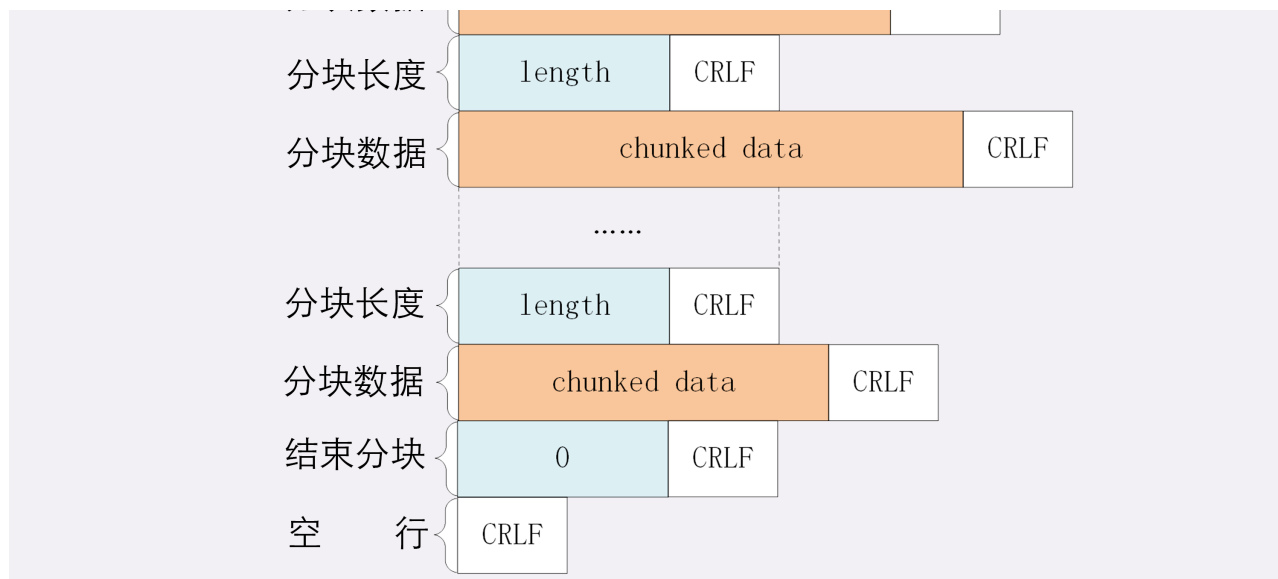 分块长度 length CRLF
分块数据 chunked data CRLF
......
分块长度 length CRLF
分块数据 chunked data CRLF
结束分块 0 CRLF
空 行 CRLF